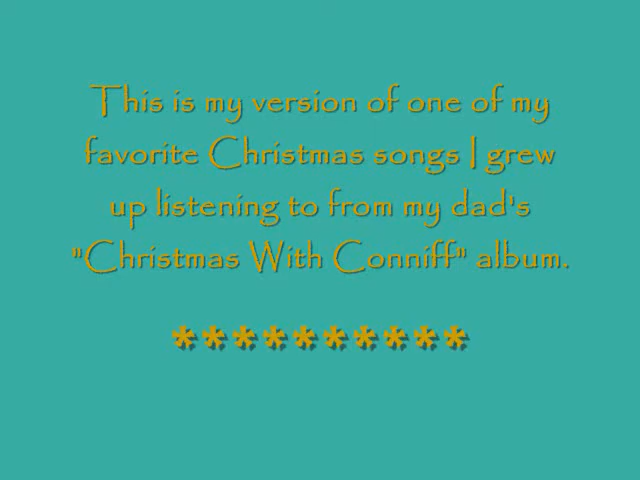 This is my version of one of my
favorite Christmas songs I grew
up listening to from my dad's
"Christmas With Conniff" album.
**********